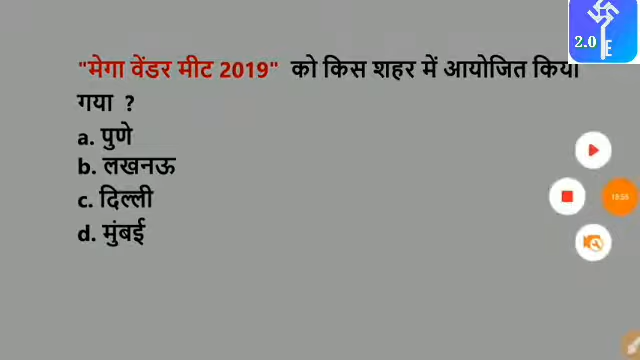 2.0
E
"मेगा वेंडर मीट 2019" को किस शहर में आयोजित किया
गया ?
a. पुणे
b. लखनऊ
c. दिल्ली
d. मुंबई